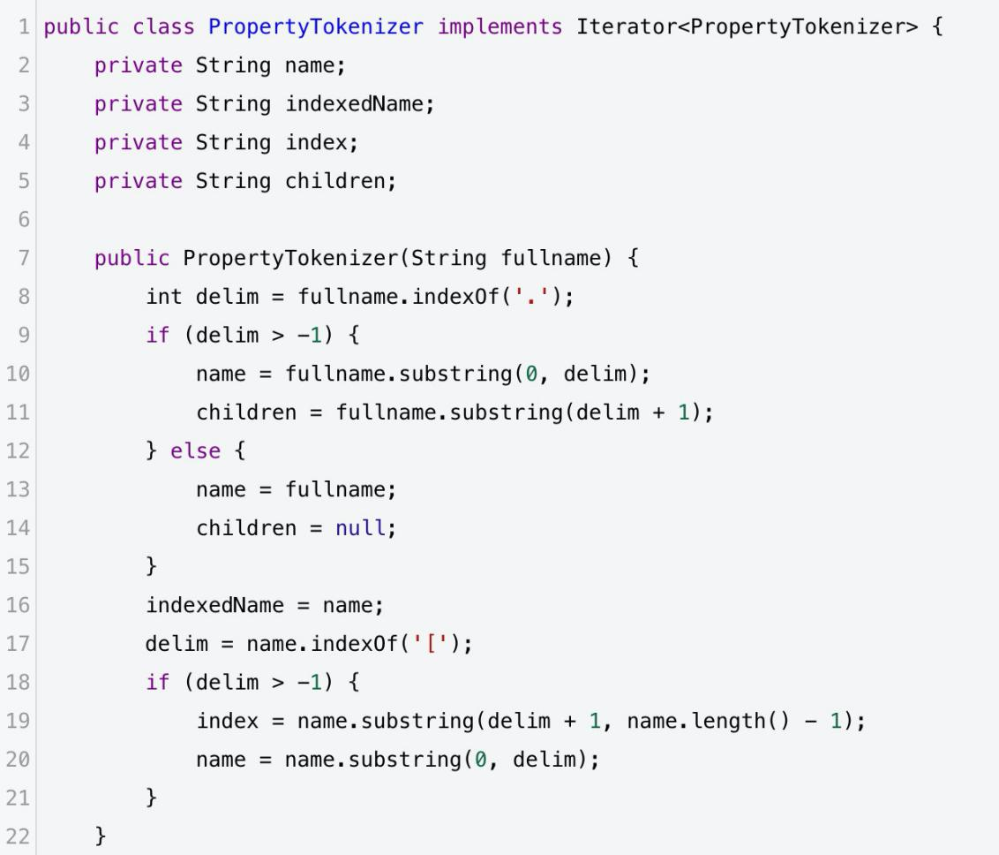 1 public class PropertyTokenizer implements Iterator<PropertyTokenizer> {
2     private String name;
3     private String indexedName;
4     private String index;
5     private String children;
6
7     public PropertyTokenizer(String fullname) {
8         int delim = fullname.indexOf('.');
9         if (delim > -1) {
10             name = fullname.substring(0, delim);
11             children = fullname.substring(delim + 1);
12         } else {
13             name = fullname;
14             children = null;
15         }
16         indexedName = name;
17         delim = name.indexOf('[');
18         if (delim > -1) {
19             index = name.substring(delim + 1, name.length() - 1);
20             name = name.substring(0, delim);
21         }
22     }